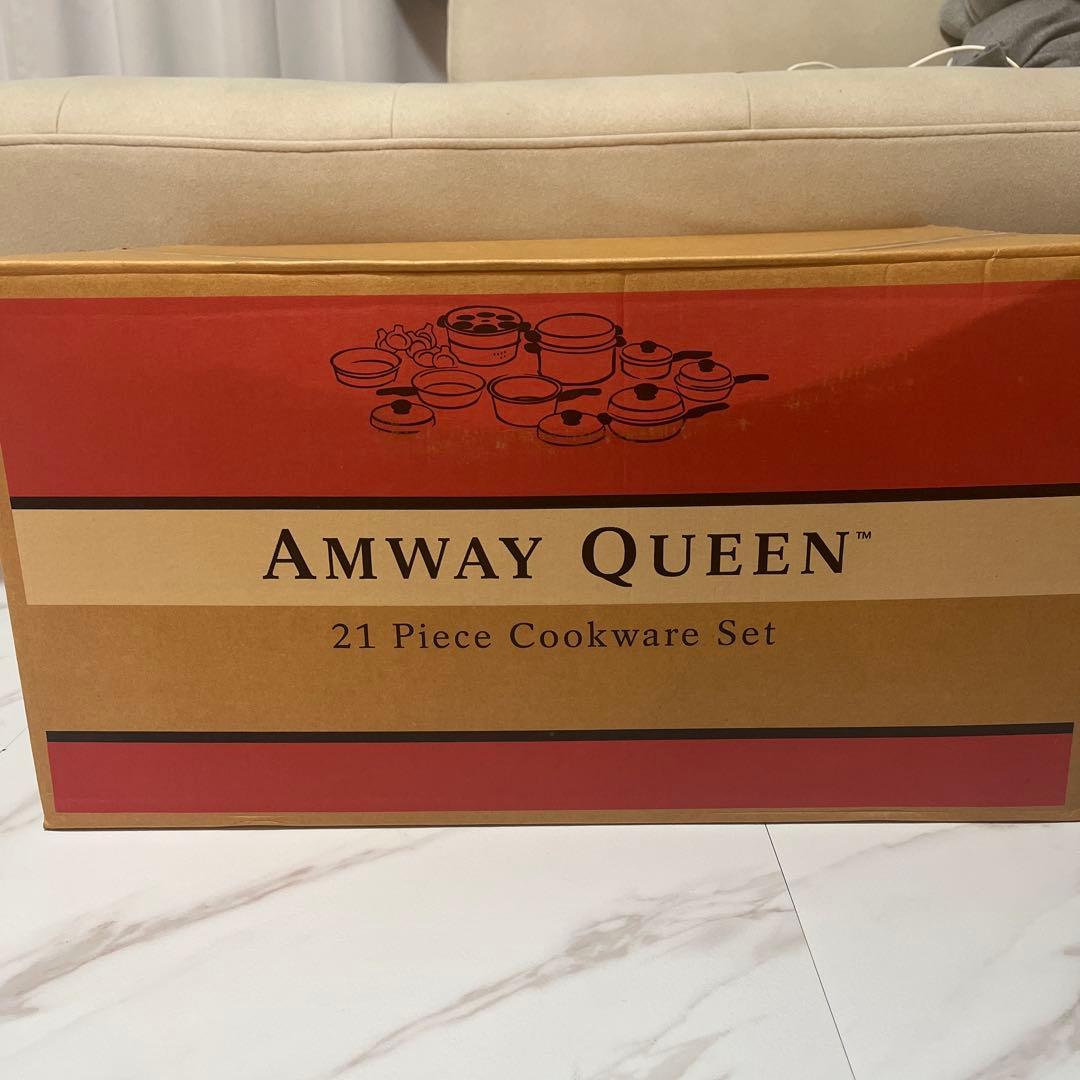 AMWAY QUEEN™
21 Piece Cookware Set